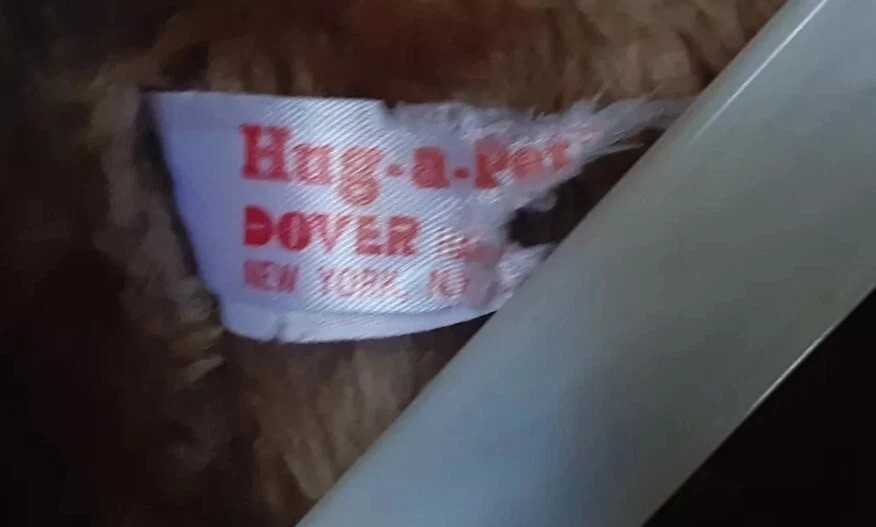 Hug-a-Pet
DOVER
NEW YORK, N